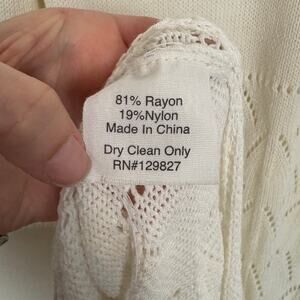 81% Rayon
19%Nylon
Made In China
Dry Clean Only
RN#129827